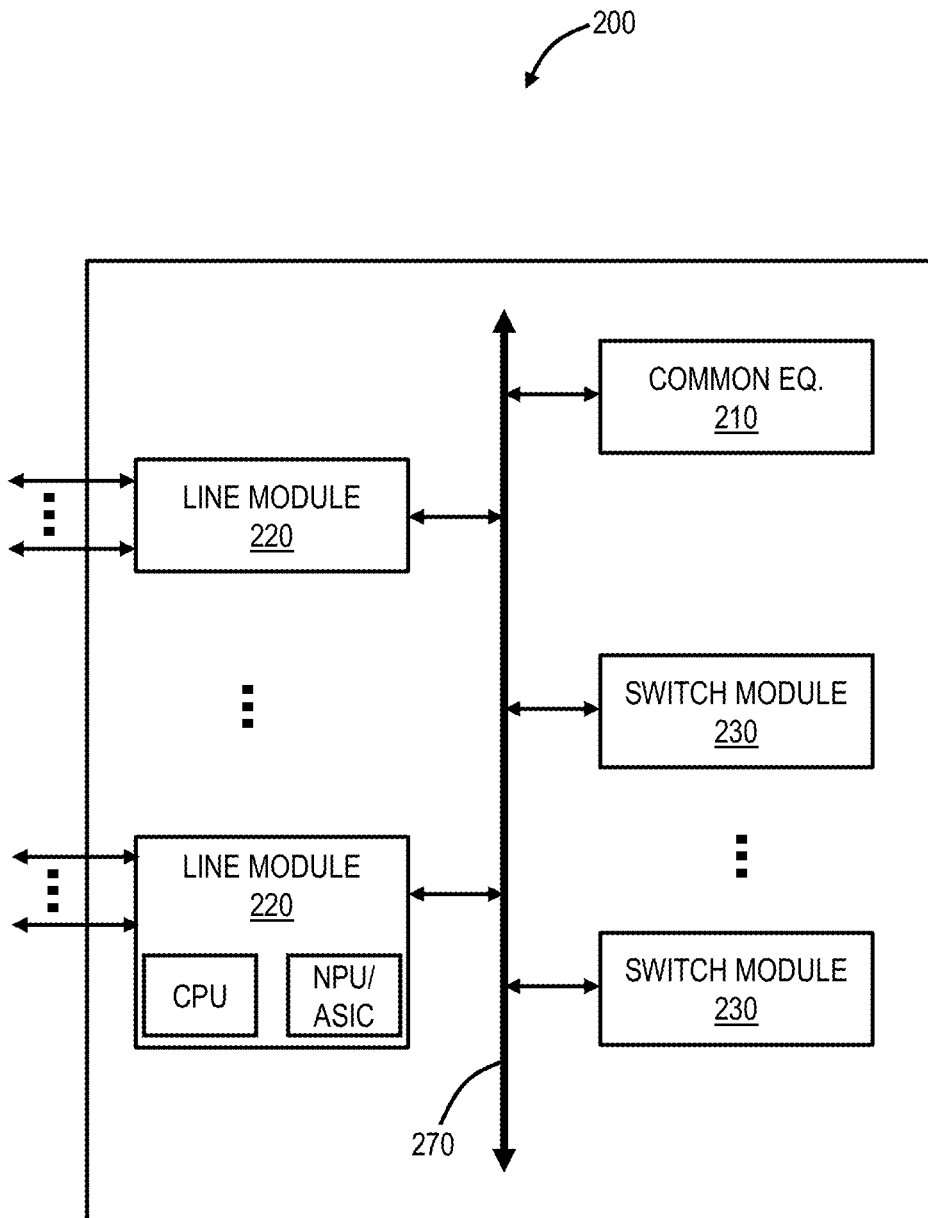 200
COMMON EQ.
210
LINE MODULE
220
SWITCH MODULE
230
LINE MODULE
220
CPU
NPU/
ASIC
SWITCH MODULE
230
270